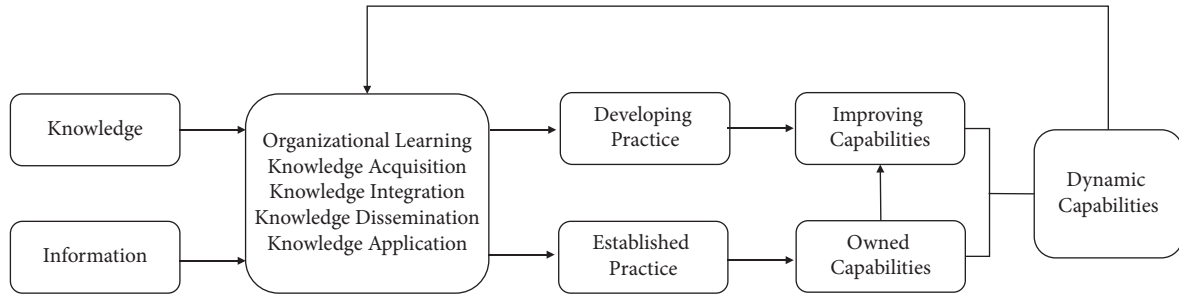 Knowledge
Information
Organizational Learning
Knowledge Acquisition
Knowledge Integration
Knowledge Dissemination
Knowledge Application
Developing
Practice
Established
Practice
Improving
Capabilities
Owned
Capabilities
Dynamic
Capabilities